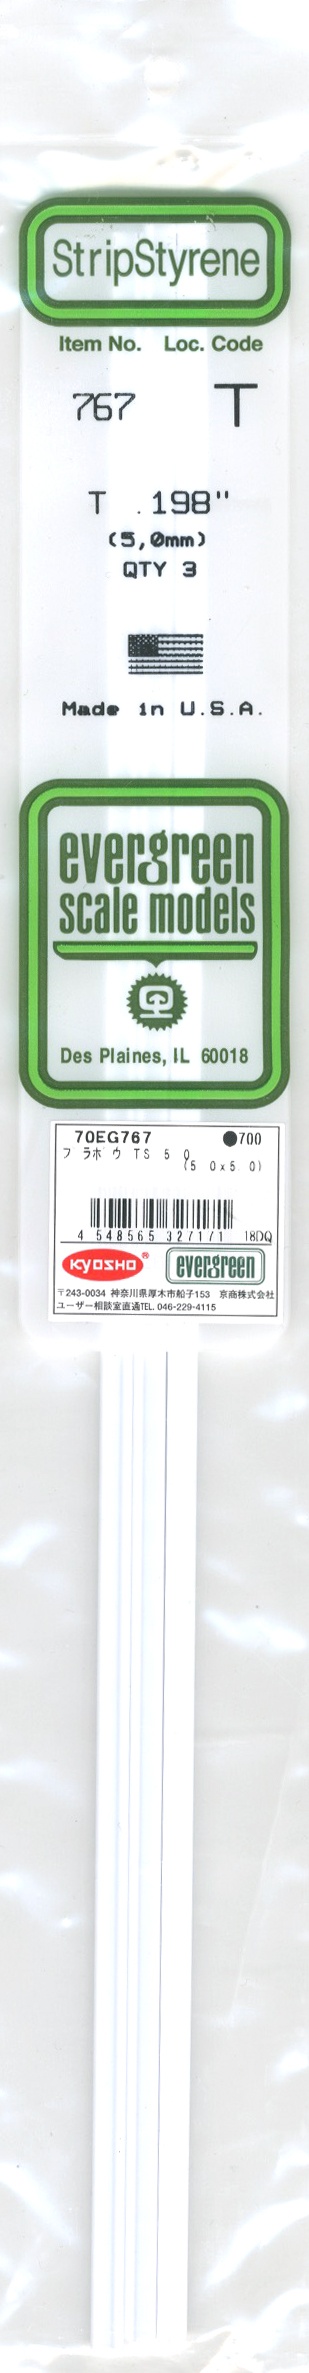 StripStyrene
Item No. Loc. Code
767 T
T .198"
(5,0mm)
QTY 3
Made in U.S.A.
evergreen
scale models
Des Plaines, IL 60018
70EG767 ●700
フ ラホ ウ TS 5 0
(5 0x5 0)
4 548565 327171 18DQ
KYOSHO® evergreen
〒243-0034 神奈川県厚木市船子153 京商株式会社
ユーザー相談室直通TEL. 046-229-4115